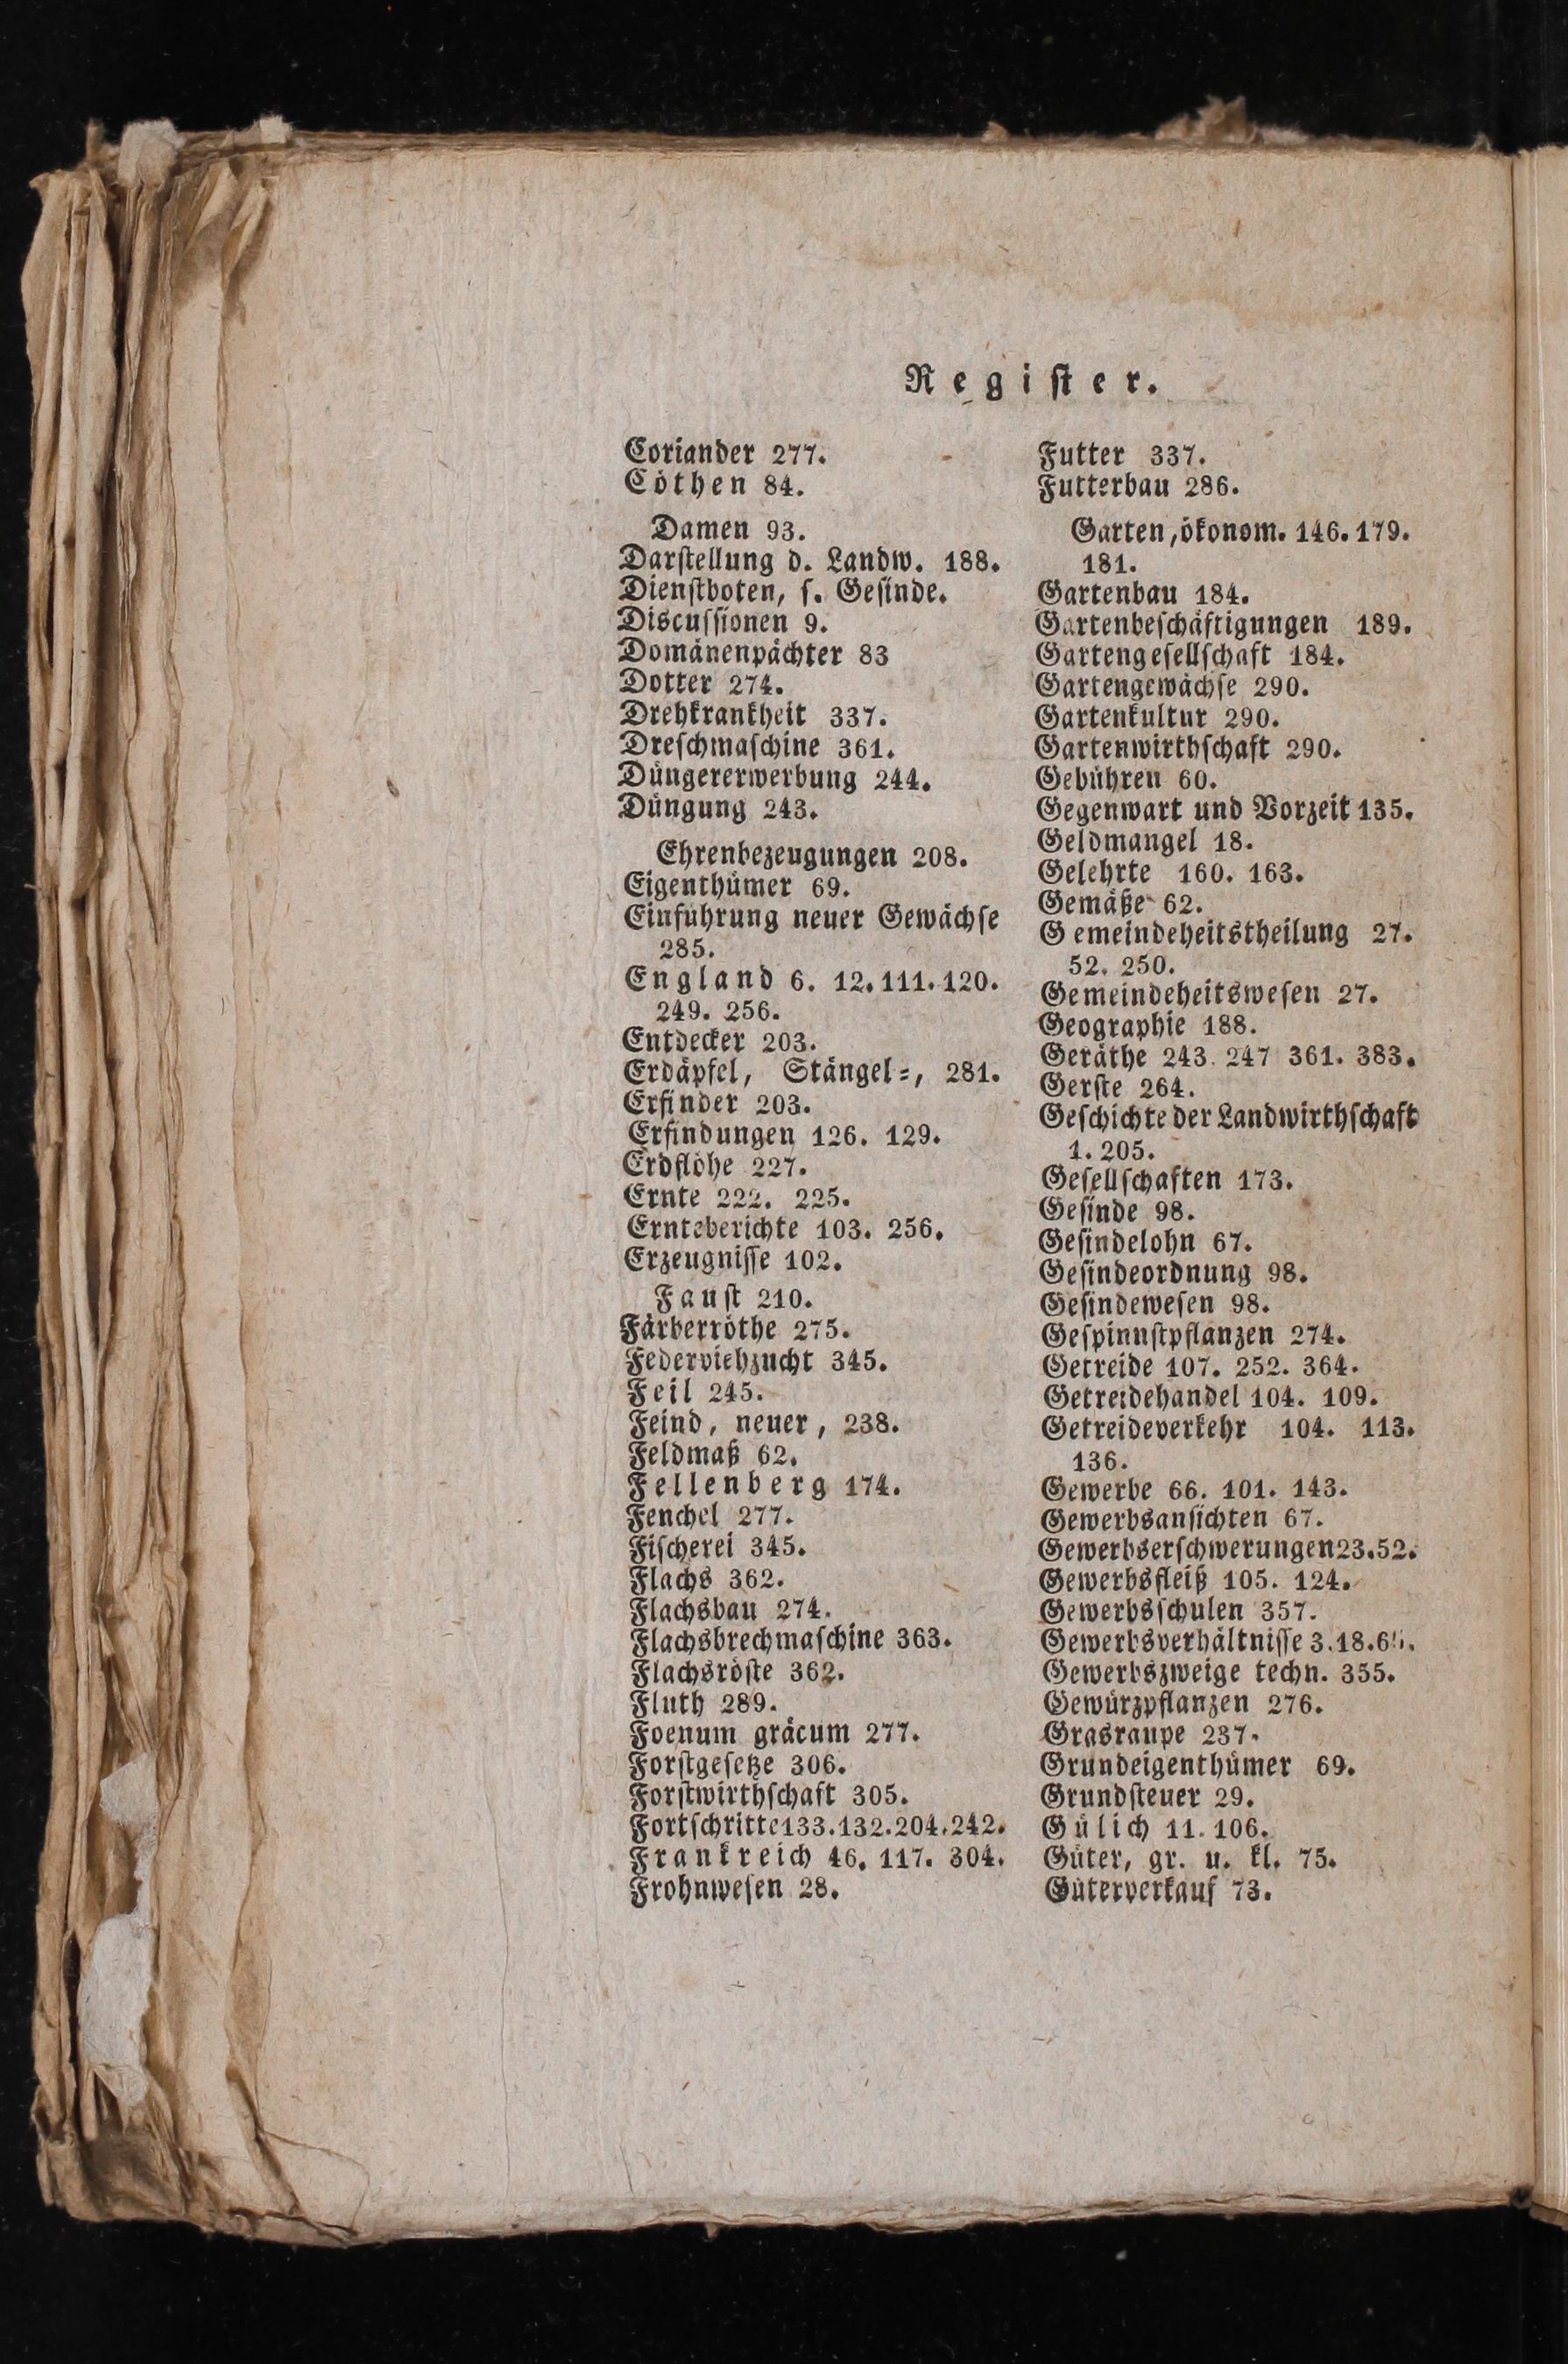 Regiſter.
Coriander 277.
Cöthen 84.
Damen 93.
Darſtellung d. Landw. 188.
Dienſtboten, ſ. Geſinde.
Discuſſionen 9.
Domänenpächter 83
Dotter 274.
Drehkrankheit 337.
Dreſchmaſchine 361.
Düngererwerbung 244.
Düngung 243.
Ehrenbezeugungen 208.
Eigenthümer 69.
Einführung neuer Gewächſe
285.
England 6. 12. 111. 120.
249. 256.
Entdecker 203.
Erdäpfel, Stängel⸗, 281.
Erfinder 203.
Erfindungen 126. 129.
Erdflöhe 227.
Ernte 222. 225.
Ernteberichte 103. 256.
Erzeugniſſe 102.
Fauſt 210.
Färberröthe 275.
Federviehzucht 345.
Feil 245.
Feind, neuer, 238.
Feldmaß 62.
Fellenberg 174.
Fenchel 277.
Fiſcherei 345.
Flachs 362.
Flachsbau 274.
Flachsbrechmaſchine 363.
Flachsröſte 362.
Fluth 289.
Foenum gräcum 277.
Forſtgeſetze 306.
Forſtwirthſchaft 305.
Fortſchritte 133. 132. 204. 242.
Frankreich 46. 117. 304.
Frohnweſen 28.
Futter 337.
Futterbau 286.
Garten, ökonom. 146. 179.
181.
Gartenbau 184.
Gartenbeſchäftigungen 189.
Gartengeſellſchaft 184.
Gartengewächſe 290.
Gartenkultur 290.
Gartenwirthſchaft 290.
Gebühren 60.
Gegenwart und Vorzeit 135.
Geldmangel 18.
Gelehrte 160. 163.
Gemäße 62.
Gemeindeheitstheilung 27.
52. 250.
Gemeindeheitsweſen 27.
Geographie 188.
Geräthe 243. 247 361. 383.
Gerſte 264.
Geſchichte der Landwirthſchaft
1. 205.
Geſellſchaften 173.
Geſinde 98.
Geſindelohn 67.
Geſindeordnung 98.
Geſindeweſen 98.
Geſpinnſtpflanzen 274.
Getreide 107. 252. 364.
Getreidehandel 104. 109.
Getreideverkehr 104. 113.
136.
Gewerbe 66. 101. 143.
Gewerbsanſichten 67.
Gewerbserſchwerungen 23. 52.
Gewerbsfleiß 105. 124.
Gewerbsſchulen 357.
Gewerbsverhältniſſe 3. 18.
Gewerbszweige techn. 355.
Gewürzpflanzen 276.
Grasraupe 237.
Grundeigenthümer 69.
Grundſteuer 29.
Gülich 11. 106.
Güter, gr. u. kl. 75.
Güterverkauf 73.